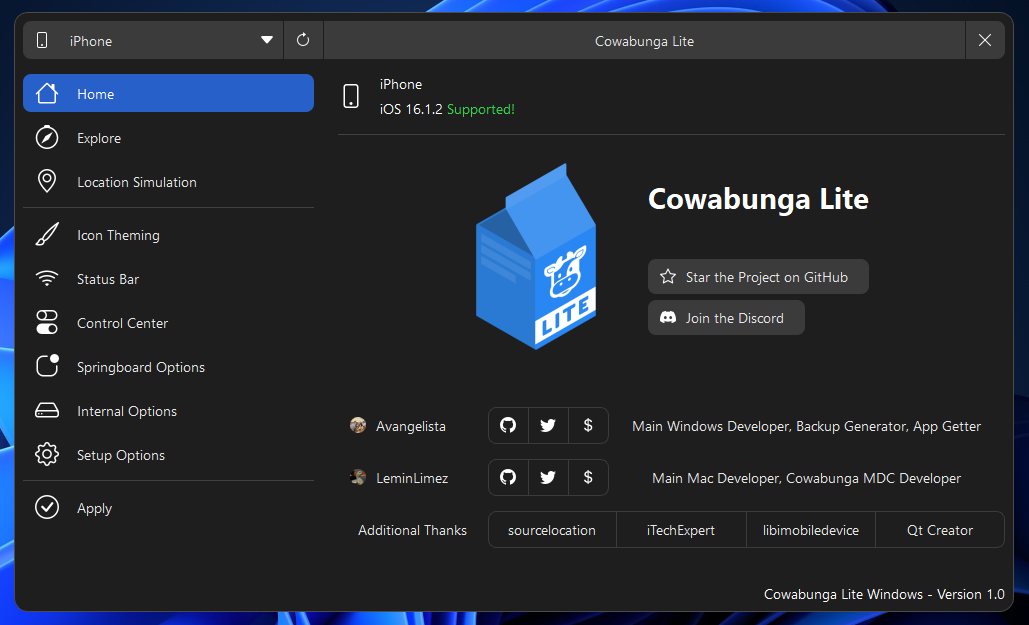 iPhone
Cowabunga Lite
Home
Explore
Location Simulation
Icon Theming
Status Bar
Control Center
Springboard Options
Internal Options
Setup Options
Apply
iPhone
iOS 16.1.2 Supported!
LITE
Cowabunga Lite
Star the Project on GitHub
Join the Discord
Avangelista $ Main Windows Developer, Backup Generator, App Getter
LeminLimez $ Main Mac Developer, Cowabunga MDC Developer
Additional Thanks sourcelocation iTechExpert libimobiledevice Qt Creator
Cowabunga Lite Windows - Version 1.0